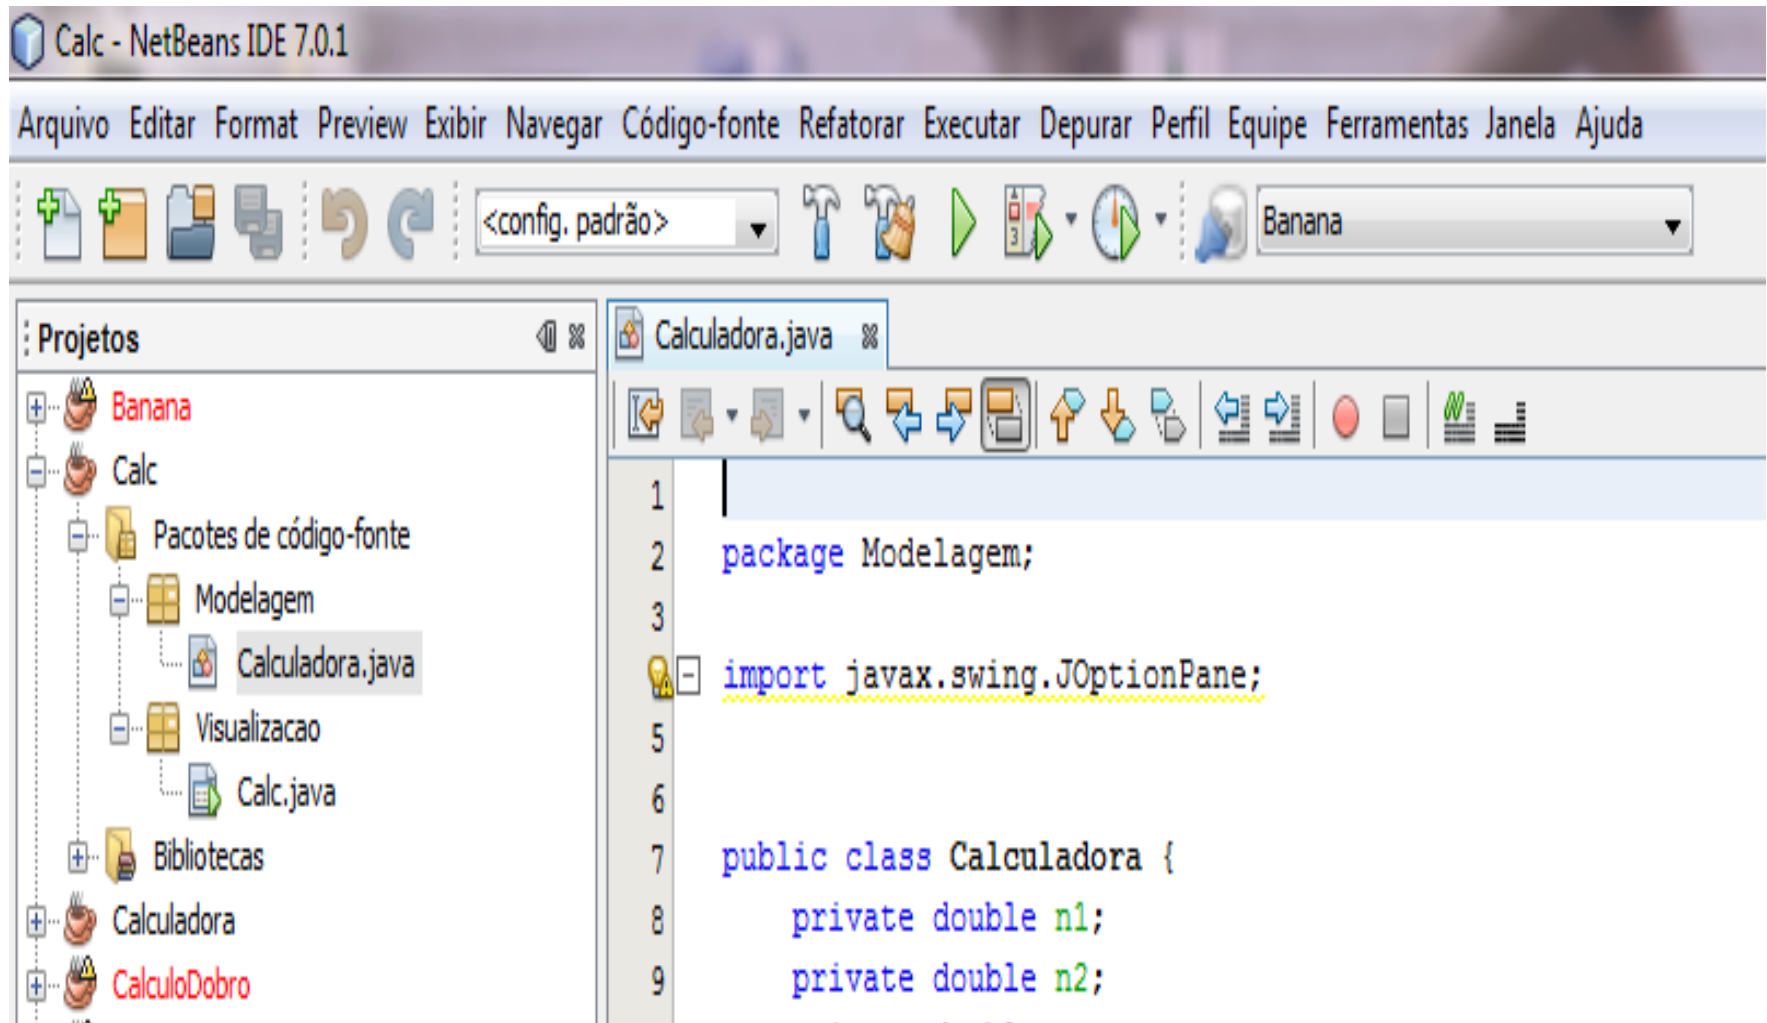 Calc - NetBeans IDE 7.0.1
Arquivo Editar Format Preview Exibir Navegar Código-fonte Refatorar Executar Depurar Perfil Equipe Ferramentas Janela Ajuda
<config. padrão>
Banana
Projetos
Banana
Calc
Pacotes de código-fonte
Modelagem
Calculadora.java
Visualizacao
Calc.java
Bibliotecas
Calculadora
CalculoDobro
Calculadora.java
1
2 package Modelagem;
3
import javax.swing.JOptionPane;
5
6
7 public class Calculadora {
8 private double n1;
9 private double n2;